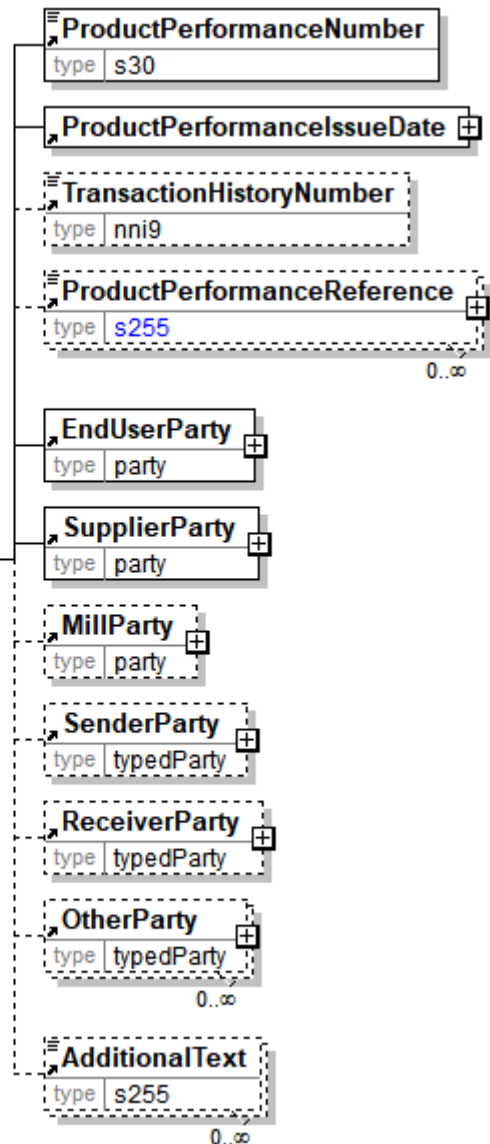 ProductPerformanceNumber
type s30
ProductPerformanceIssueDate
TransactionHistoryNumber
type nni9
ProductPerformanceReference
type s255
0..∞
EndUserParty
type party
SupplierParty
type party
MillParty
type party
SenderParty
type typedParty
ReceiverParty
type typedParty
OtherParty
type typedParty
0..∞
AdditionalText
type s255
0..∞